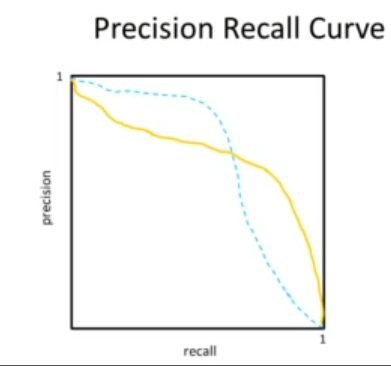 Precision Recall Curve
1
precision
1
recall